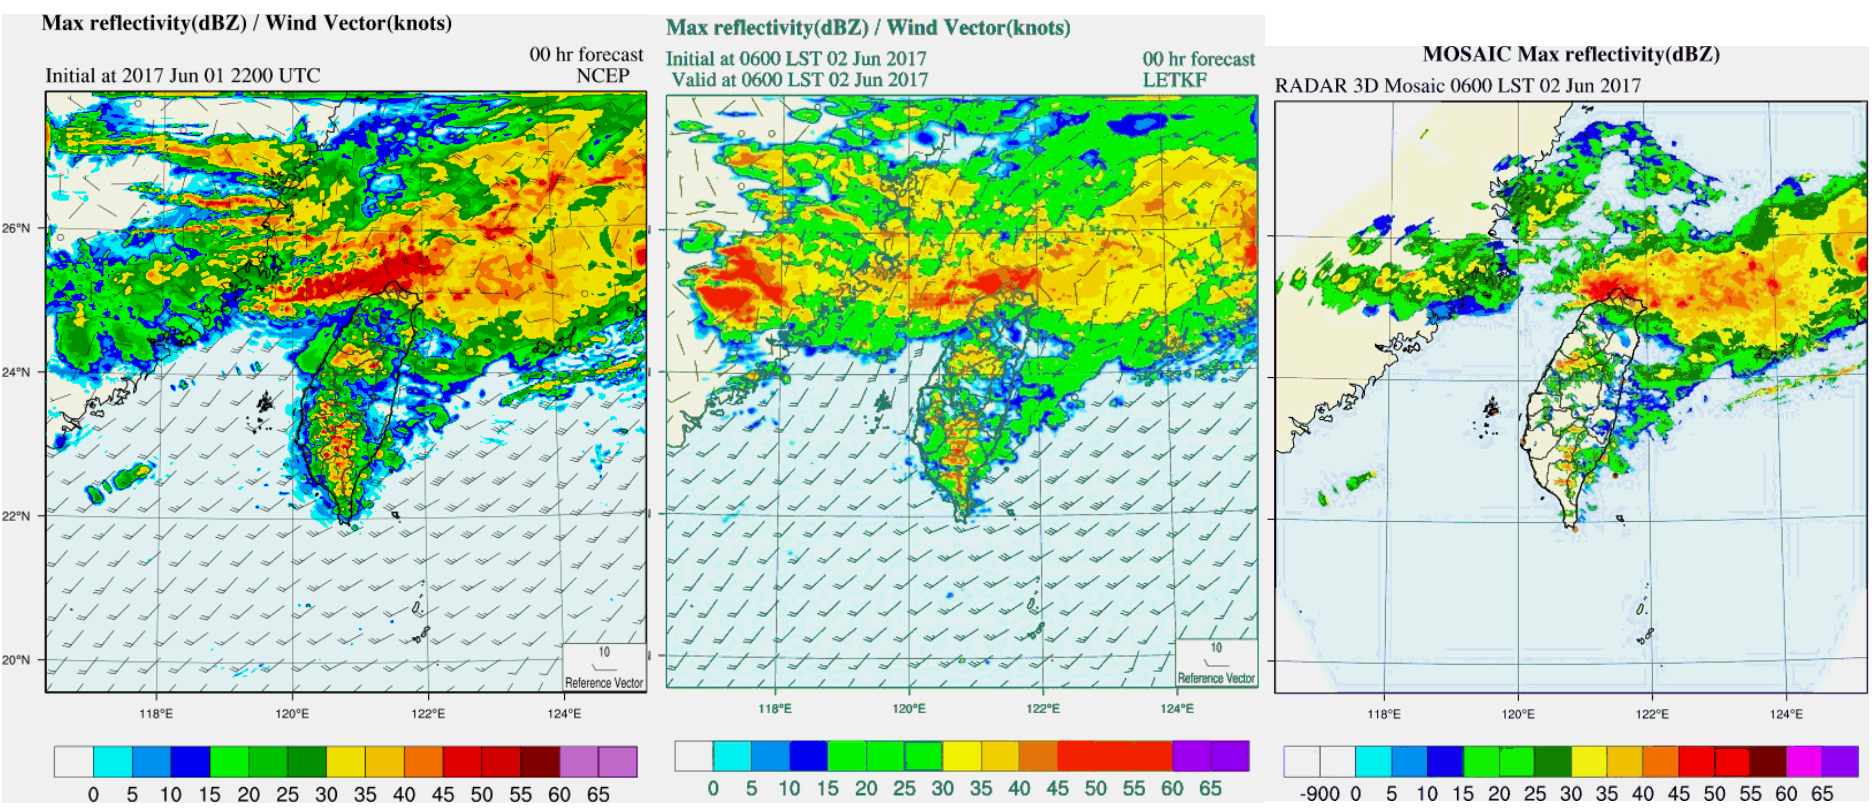 Max reflectivity(dBZ) / Wind Vector(knots)
00 hr forecast
Initial at 2017 Jun 01 2200 UTC
NCEP
26°N
24°N
22°N
20°N
10
Reference Vector
118°E 120°E 122°E 124°E
0 5 10 15 20 25 30 35 40 45 50 55 60 65
Max reflectivity(dBZ) / Wind Vector(knots)
Initial at 0600 LST 02 Jun 2017
00 hr forecast
Valid at 0600 LST 02 Jun 2017
LETKF
10
Reference Vector
118°E 120°E 122°E 124°E
0 5 10 15 20 25 30 35 40 45 50 55 60 65
MOSAIC Max reflectivity(dBZ)
RADAR 3D Mosaic 0600 LST 02 Jun 2017
118°E 120°E 122°E 124°E
-900 0 5 10 15 20 25 30 35 40 45 50 55 60 65